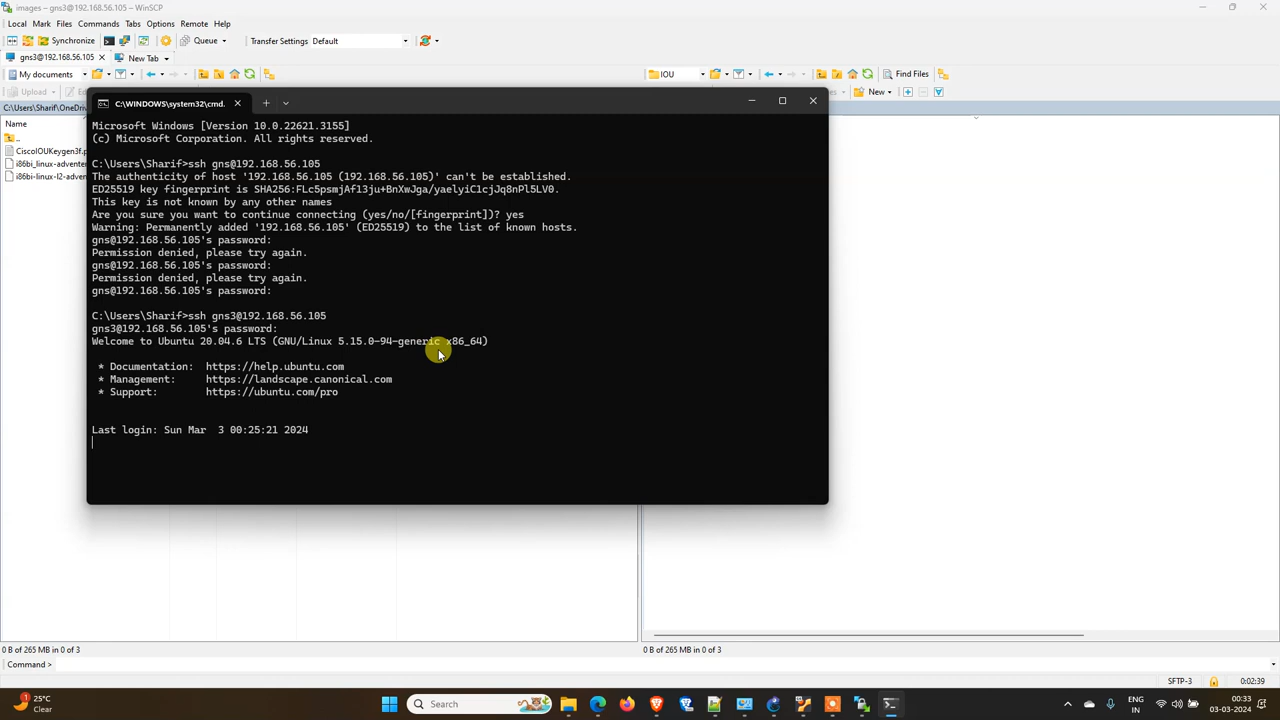 images – gns3@192.168.56.105 – WinSCP
Local Mark Files Commands Tabs Options Remote Help
Synchronize Queue Transfer Settings Default
gns3@192.168.56.105 New Tab
My documents IOU Find Files
Upload New
C:\Users\Sharif\OneDriv
Name
..
CiscoIOUKeygen3f.p
i86bi_linux-adventer
i86bi-linux-l2-adven
C:\WINDOWS\system32\cmd.
Microsoft Windows [Version 10.0.22621.3155]
(c) Microsoft Corporation. All rights reserved.
C:\Users\Sharif>ssh gns@192.168.56.105
The authenticity of host '192.168.56.105 (192.168.56.105)' can't be established.
ED25519 key fingerprint is SHA256:FLc5psmjAf13ju+BnXwJga/yaelyiC1cjJq8nPl5LV0.
This key is not known by any other names
Are you sure you want to continue connecting (yes/no/[fingerprint])? yes
Warning: Permanently added '192.168.56.105' (ED25519) to the list of known hosts.
gns@192.168.56.105's password:
Permission denied, please try again.
gns@192.168.56.105's password:
Permission denied, please try again.
gns@192.168.56.105's password:
C:\Users\Sharif>ssh gns3@192.168.56.105
gns3@192.168.56.105's password:
Welcome to Ubuntu 20.04.6 LTS (GNU/Linux 5.15.0-94-generic x86_64)
* Documentation: https://help.ubuntu.com
* Management: https://landscape.canonical.com
* Support: https://ubuntu.com/pro
Last login: Sun Mar 3 00:25:21 2024
0 B of 265 MB in 0 of 3
0 B of 265 MB in 0 of 3
Command >
SFTP-3 0:02:39
25°C
Clear
Search
ENG
IN
00:33
03-03-2024